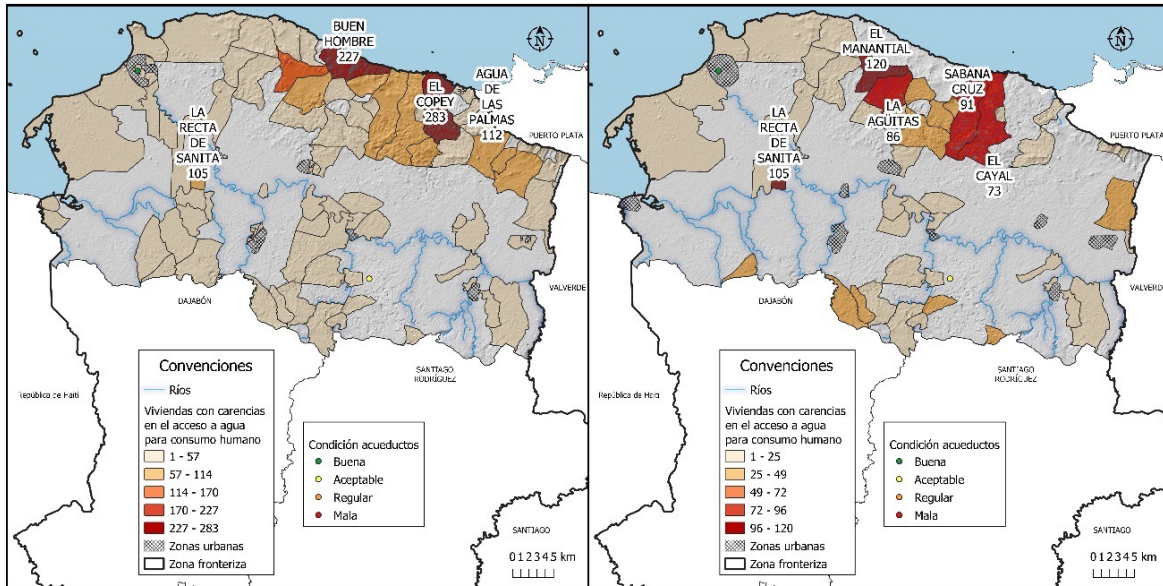 BUEN
HOMBRE
227
N
EL
COPEY
283
AGUA
DE
LAS
PALMAS
112
PUERTO PLATA
LA
RECTA
DE
SANITA
105
VALVERDE
DAJABÓN
SANTIAGO
RODRÍGUEZ
República de Haití
SANTIAGO
Convenciones
Ríos
Viviendas con carencias
en el acceso a agua
para consumo humano
1 - 57
57 - 114
114 - 170
170 - 227
227 - 283
Zonas urbanas
Zona fronteriza
Condición acueductos
Buena
Aceptable
Regular
Mala
0 1 2 3 4 5 km
EL
MANANTIAL
120
N
SABANA
CRUZ
91
LA
AGÜITAS
86
PUERTO PLATA
LA
RECTA
DE
SANITA
105
EL
CAYAL
73
VALVERDE
DAJABÓN
SANTIAGO
RODRÍGUEZ
República de Haití
SANTIAGO
Convenciones
Ríos
Viviendas con carencias
en el acceso a agua
para consumo humano
1 - 25
25 - 49
49 - 72
72 - 96
96 - 120
Zonas urbanas
Zona fronteriza
Condición acueductos
Buena
Aceptable
Regular
Mala
0 1 2 3 4 5 km